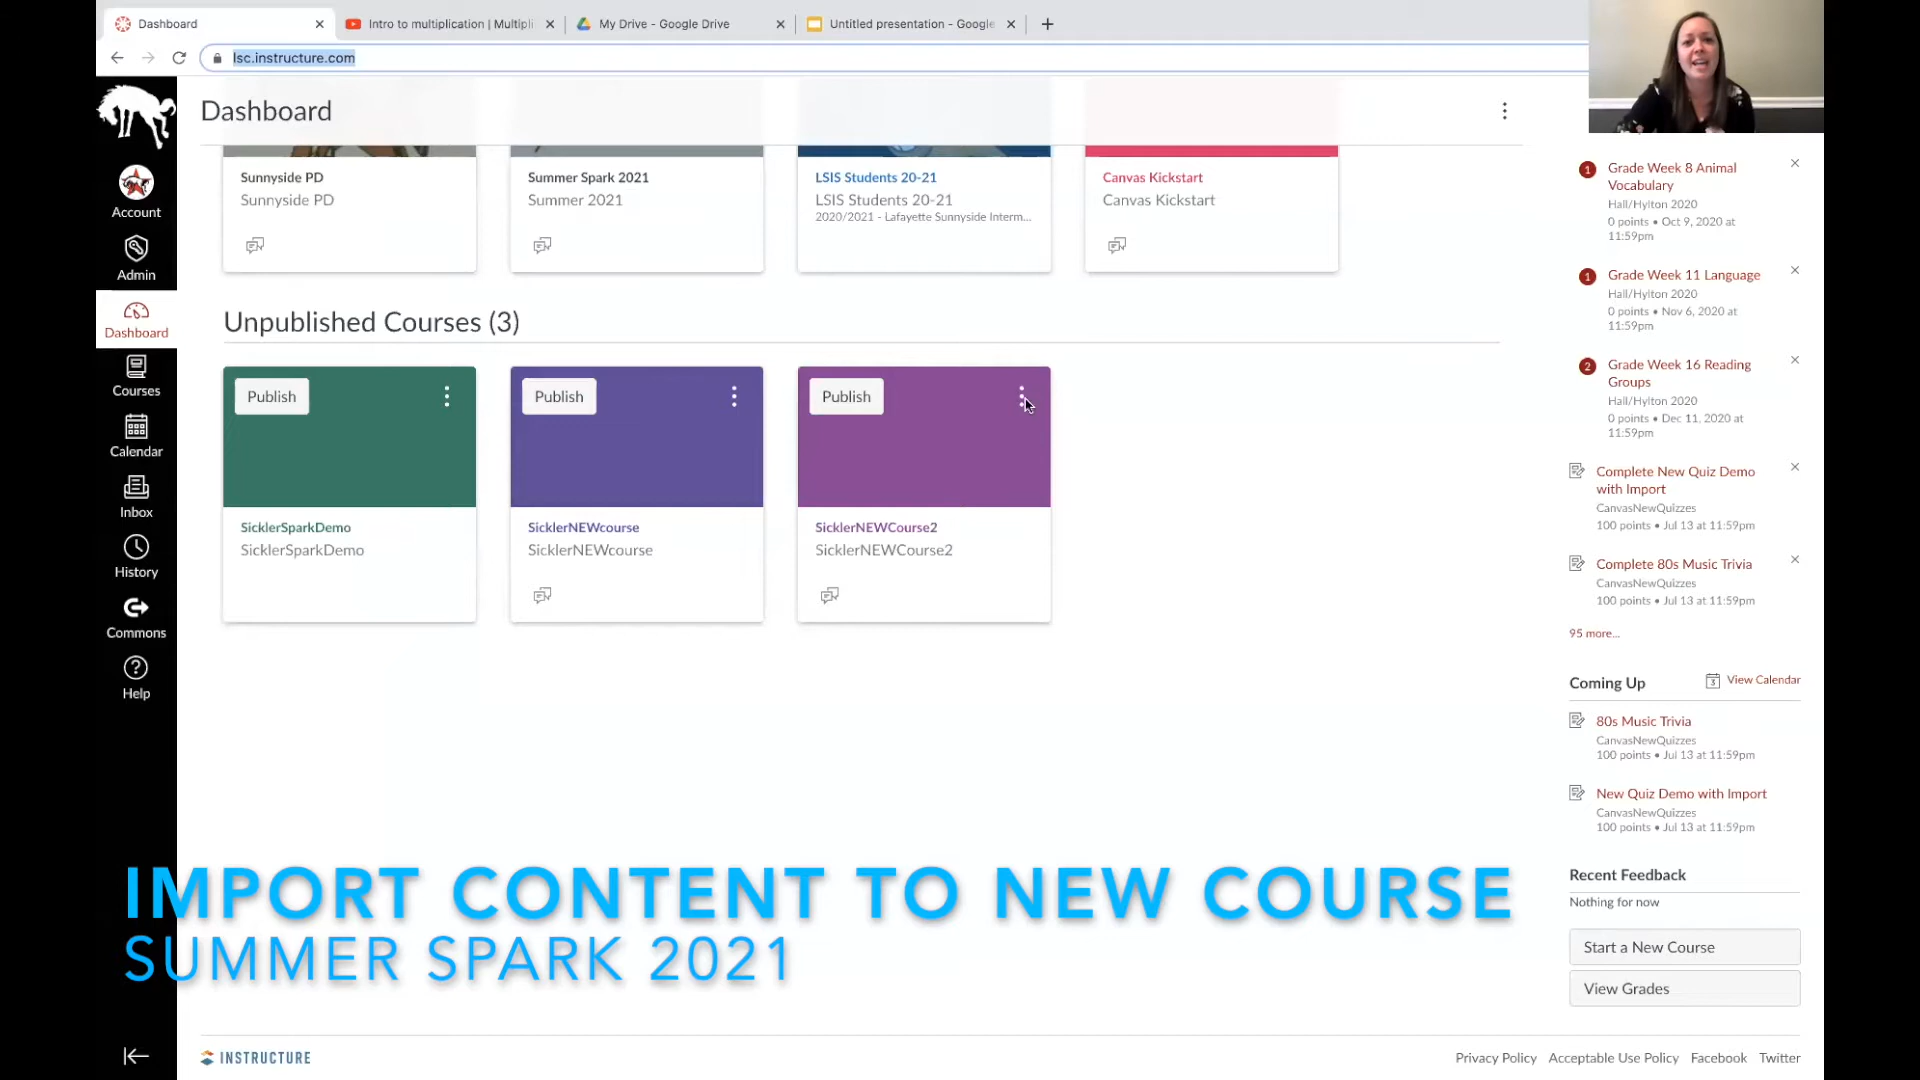 Dashboard
Intro to multiplication | Multipli
My Drive - Google Drive
Untitled presentation - Google
lsc.instructure.com
Dashboard
Account
Admin
Dashboard
Courses
Calendar
Inbox
History
Commons
Help
Sunnyside PD
Sunnyside PD
Summer Spark 2021
Summer 2021
LSIS Students 20-21
LSIS Students 20-21
2020/2021 - Lafayette Sunnyside Interm...
Canvas Kickstart
Canvas Kickstart
Unpublished Courses (3)
Publish
SicklerSparkDemo
SicklerSparkDemo
Publish
SicklerNEWcourse
SicklerNEWcourse
Publish
SicklerNEWCourse2
SicklerNEWCourse2
1
Grade Week 8 Animal
Vocabulary
Hall/Hylton 2020
0 points • Oct 9, 2020 at
11:59pm
1
Grade Week 11 Language
Hall/Hylton 2020
0 points • Nov 6, 2020 at
11:59pm
2
Grade Week 16 Reading
Groups
Hall/Hylton 2020
0 points • Dec 11, 2020 at
11:59pm
Complete New Quiz Demo
with Import
CanvasNewQuizzes
100 points • Jul 13 at 11:59pm
Complete 80s Music Trivia
CanvasNewQuizzes
100 points • Jul 13 at 11:59pm
95 more...
Coming Up
3
View Calendar
80s Music Trivia
CanvasNewQuizzes
100 points • Jul 13 at 11:59pm
New Quiz Demo with Import
CanvasNewQuizzes
100 points • Jul 13 at 11:59pm
Recent Feedback
Nothing for now
Start a New Course
View Grades
IMPORT CONTENT TO NEW COURSE
SUMMER SPARK 2021
INSTRUCTURE
Privacy Policy Acceptable Use Policy Facebook Twitter